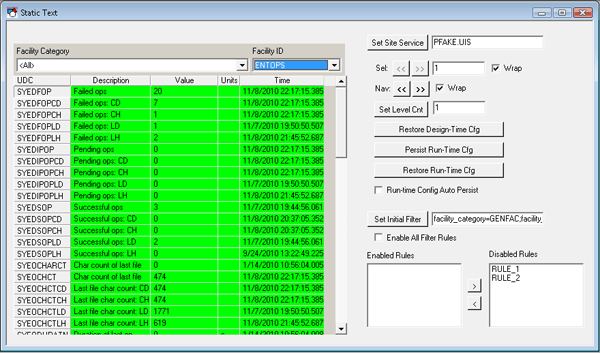 Static Text
Facility Category Facility ID
<All> ENTOPS
UDC Description Value Units Time
SYEDFOP Failed ops 20 11/8/2010 22:17:15.385
SYEDFOPCD Failed ops: CD 7 11/8/2010 22:17:15.385
SYEDFOPCH Failed ops: CH 1 11/8/2010 22:17:15.385
SYEDFOPLD Failed ops: LD 1 11/7/2010 19:50:50.507
SYEDFOPLH Failed ops: LH 2 11/8/2010 21:45:52.687
SYEDIPOP Pending ops 0 11/8/2010 22:17:15.385
SYEDIPOPCD Pending ops: CD 0 11/8/2010 22:17:15.385
SYEDIPOPCH Pending ops: CH 0 11/8/2010 22:17:15.385
SYEDIPOPLD Pending ops: LD 0 11/7/2010 19:50:50.507
SYEDIPOPLH Pending ops: LH 0 11/8/2010 21:45:52.687
SYEDSOP Successful ops 3 11/7/2010 19:44:56.061
SYEDSOPCD Successful ops: CD 0 11/8/2010 20:37:05.352
SYEDSOPCH Successful ops: CH 0 11/8/2010 20:37:05.352
SYEDSOPLD Successful ops: LD 2 11/7/2010 19:44:56.061
SYEDSOPLH Successful ops: LH 2 9/24/2010 13:22:49.225
SYEOCHARCT Char count of last file 0 1/14/2010 10:56:04.005
SYEOCHCT Char count of last file 474 11/8/2010 22:17:15.385
SYEOCHCTCD Last file char count: CD 474 11/8/2010 22:17:15.385
SYEOCHCTCH Last file char count: CH 474 11/8/2010 22:17:15.385
SYEOCHCTLD Last file char count: LD 1771 11/7/2010 19:50:50.507
SYEOCHCTLH Last file char count: LH 619 11/8/2010 21:45:52.687
Set Site Service PFAKE.UIS
Sel: << >> 1 Wrap
Nav: << >> Wrap
Set Level Cnt 1
Restore Design-Time Cfg
Persist Run-Time Cfg
Restore Run-Time Cfg
Run-time Config Auto Persist
Set Initial Filter facility_category=GENFAC;facility_
Enable All Filter Rules
Enabled Rules Disabled Rules
RULE_1
RULE_2
>
<